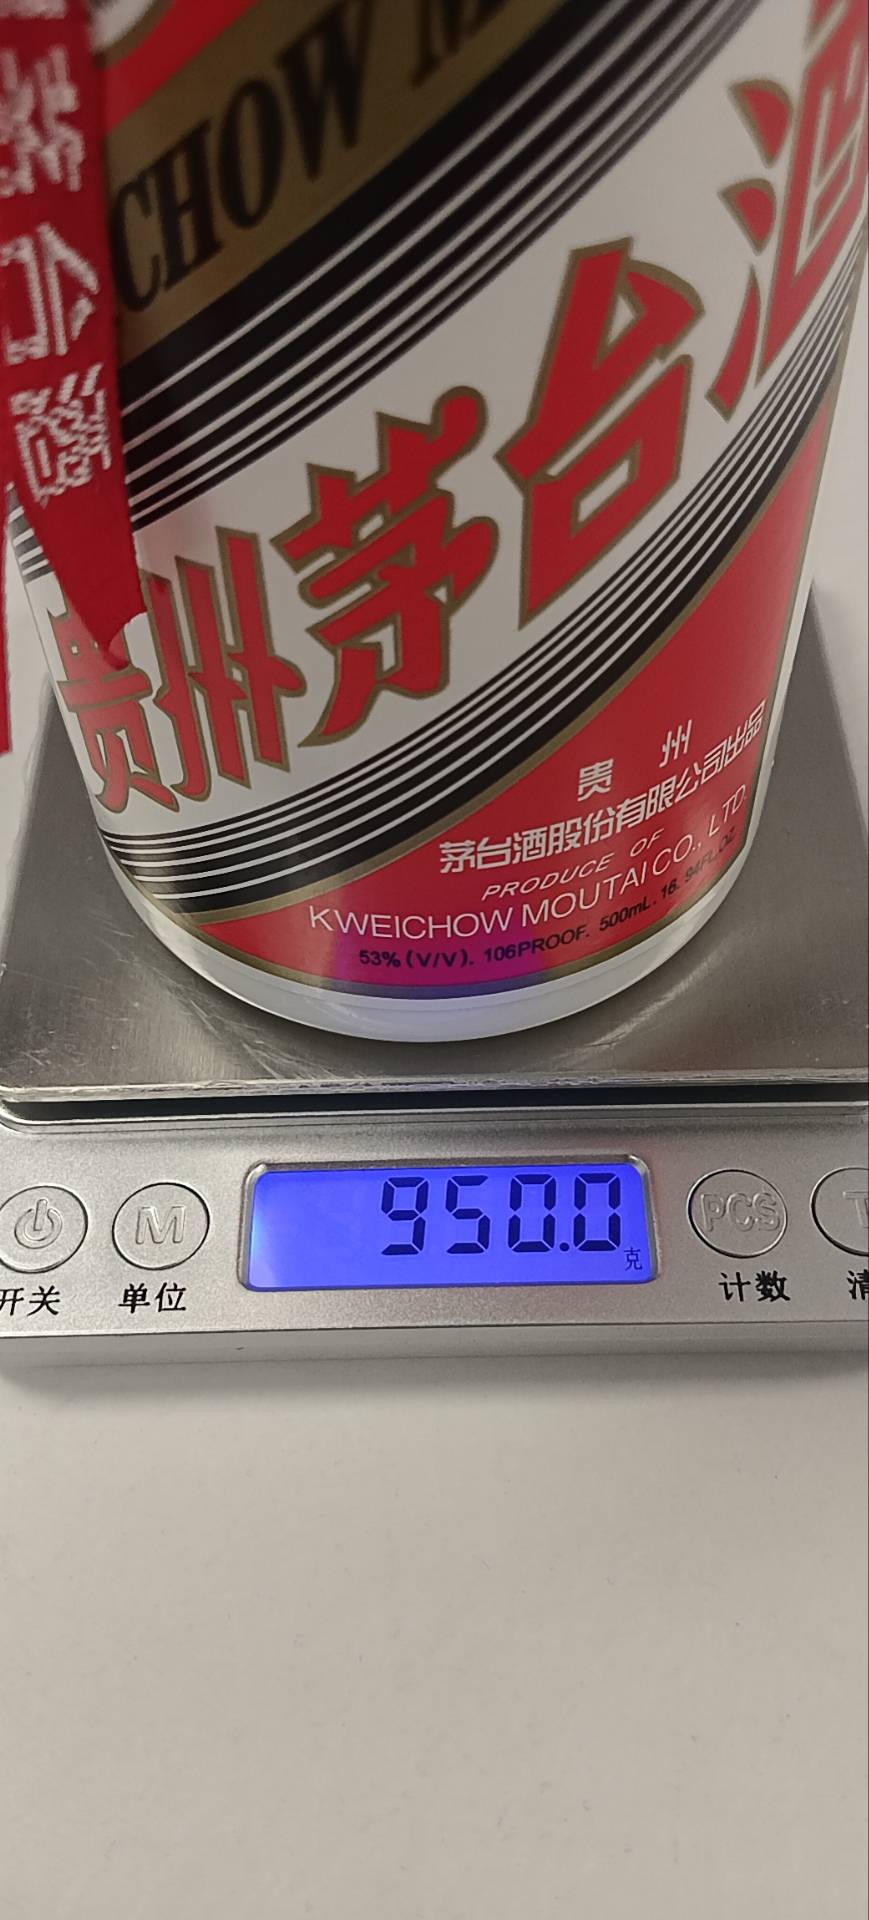 CHOW M
贵州茅台酒
贵 州
茅台酒股份有限公司出品
PRODUCE OF
KWEICHOW MOUTAI CO., LTD.
53% (V/V). 106PROOF. 500mL. 16. 94FL.OZ
950.0
克
M
PCS
T
开关
单位
计数
清